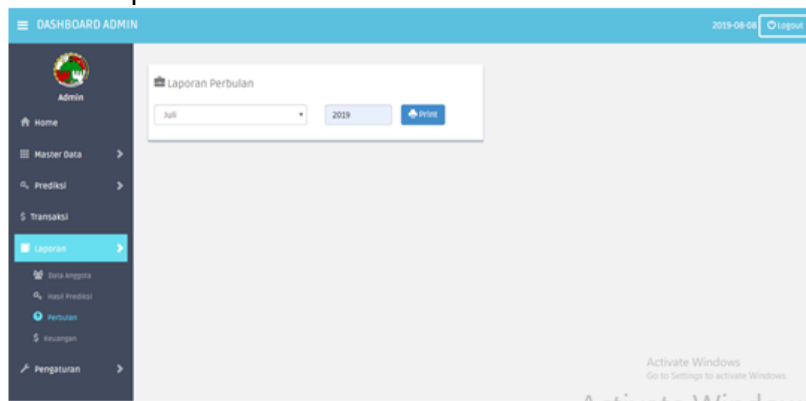 DASHBOARD ADMIN
2019-08-08 Logout
Admin
Home
Master Data
Prediksi
Transaksi
Laporan
Data Anggota
Hasil Prediksi
Perbulan
Keuangan
Pengaturan
Laporan Perbulan
Juli 2019 Print
Activate Windows
Go to Settings to activate Windows.